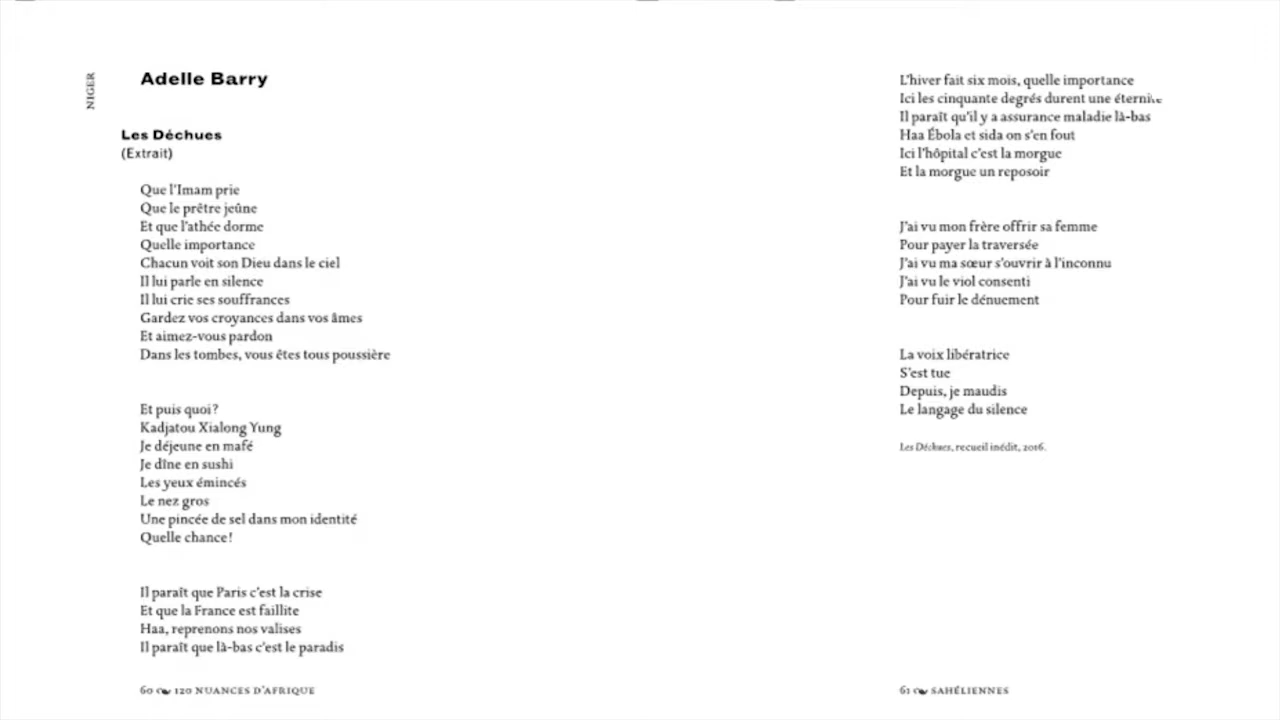 NIGER
Adelle Barry
Les Déchues
(Extrait)
Que l'Imam prie
Que le prêtre jeûne
Et que l'athée dorme
Quelle importance
Chacun voit son Dieu dans le ciel
Il lui parle en silence
Il lui crie ses souffrances
Gardez vos croyances dans vos âmes
Et aimez-vous pardon
Dans les tombes, vous êtes tous poussière
Et puis quoi ?
Kadjatou Xialong Yung
Je déjeune en mafé
Je dîne en sushi
Les yeux émincés
Le nez gros
Une pincée de sel dans mon identité
Quelle chance !
Il paraît que Paris c'est la crise
Et que la France est faillite
Haa, reprenons nos valises
Il paraît que là-bas c'est le paradis
60 120 NUANCES D'AFRIQUE
L'hiver fait six mois, quelle importance
Ici les cinquante degrés durent une éternité
Il paraît qu'il y a assurance maladie là-bas
Haa Ébola et sida on s'en fout
Ici l'hôpital c'est la morgue
Et la morgue un reposoir
J'ai vu mon frère offrir sa femme
Pour payer la traversée
J'ai vu ma sœur s'ouvrir à l'inconnu
J'ai vu le viol consenti
Pour fuir le dénuement
La voix libératrice
S'est tue
Depuis, je maudis
Le langage du silence
Les Déchues, recueil inédit, 2016.
61 SAHÉLIENNES